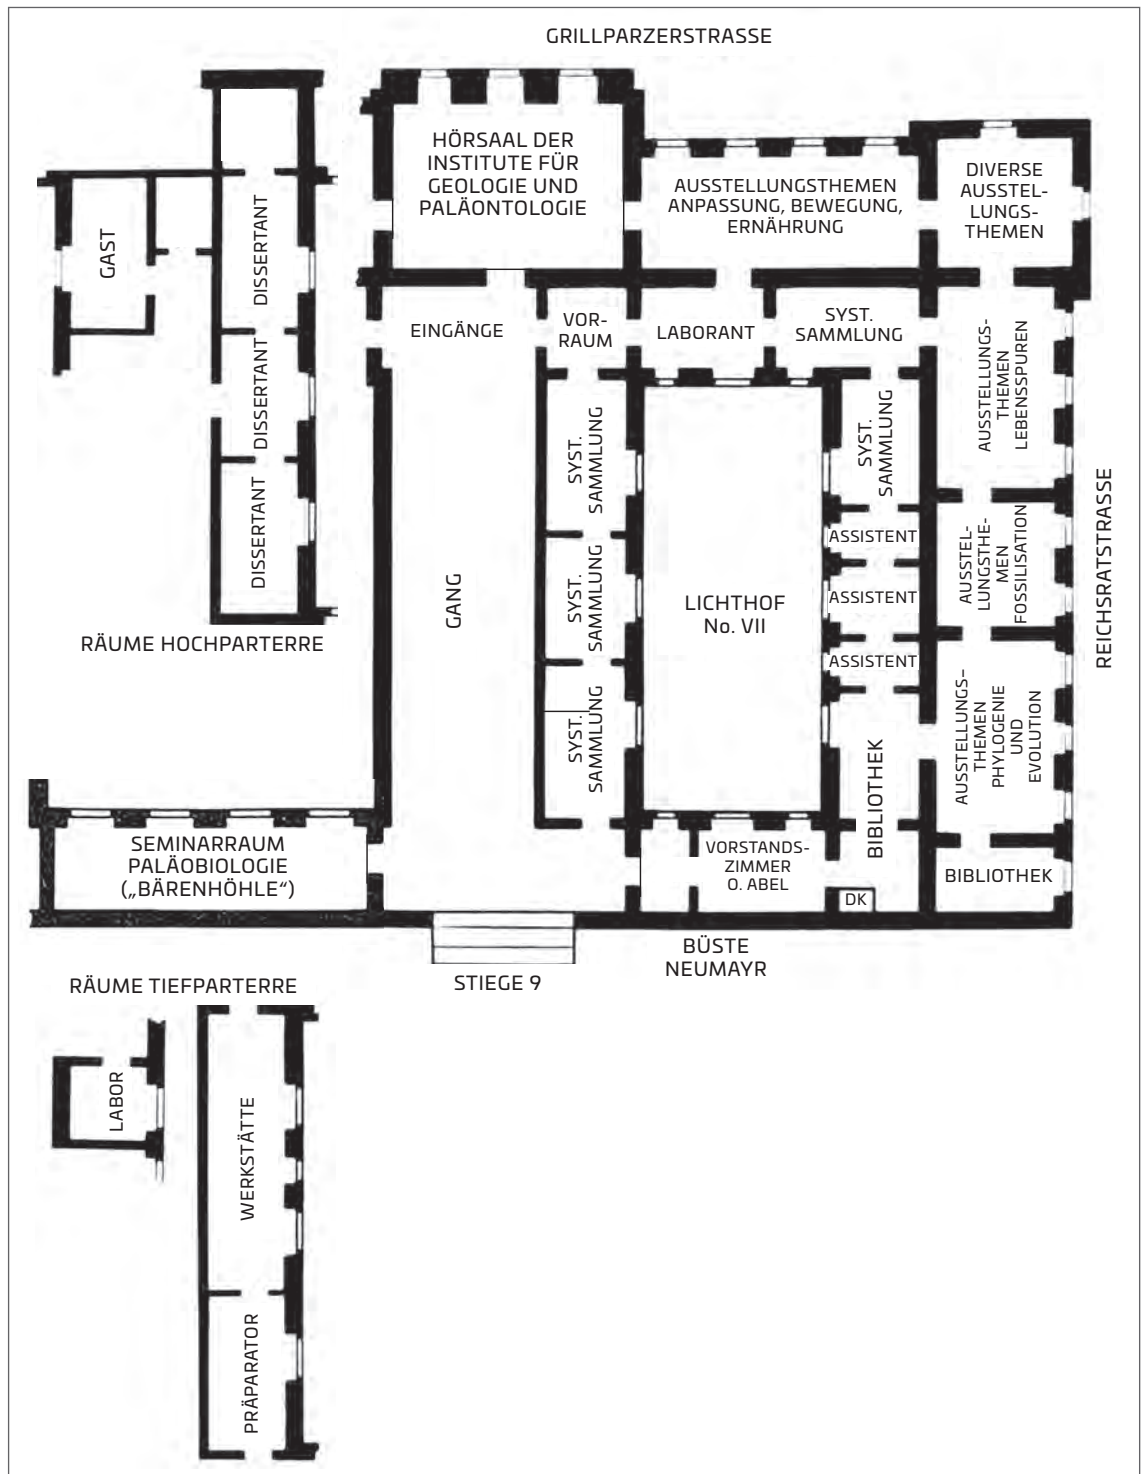 GRILLPARZERSTRASSE
HÖRSAAL DER
INSTITUTE FÜR
GEOLOGIE UND
PALÄONTOLOGIE
AUSSTELLUNGSTHEMEN
ANPASSUNG, BEWEGUNG,
ERNÄHRUNG
DIVERSE
AUSSTEL-
LUNGS-
THEMEN
GAST
DISSERTANT
DISSERTANT
DISSERTANT
RÄUME HOCHPARTERRE
EINGÄNGE
VOR-
RAUM
LABORANT
SYST.
SAMMLUNG
AUSSTELLUNGS-
THEMEN
LEBENSSPUREN
SYST.
SAMMLUNG
SYST.
SAMMLUNG
REICHSRATSTRASSE
GANG
SYST.
SAMMLUNG
LICHTHOF
No. VII
ASSISTENT
ASSISTENT
ASSISTENT
AUSSTEL-
LUNGSTHE-
MEN
FOSSILISATION
SYST.
SAMMLUNG
BIBLIOTHEK
AUSSTELLUNGS-
THEMEN
PHYLOGENIE
UND
EVOLUTION
SEMINARRAUM
PALÄOBIOLOGIE
(„BÄRENHÖHLE“)
VORSTANDS-
ZIMMER
O. ABEL
DK
BIBLIOTHEK
STIEGE 9
BÜSTE
NEUMAYR
RÄUME TIEFPARTERRE
LABOR
WERKSTÄTTE
PRÄPARATOR